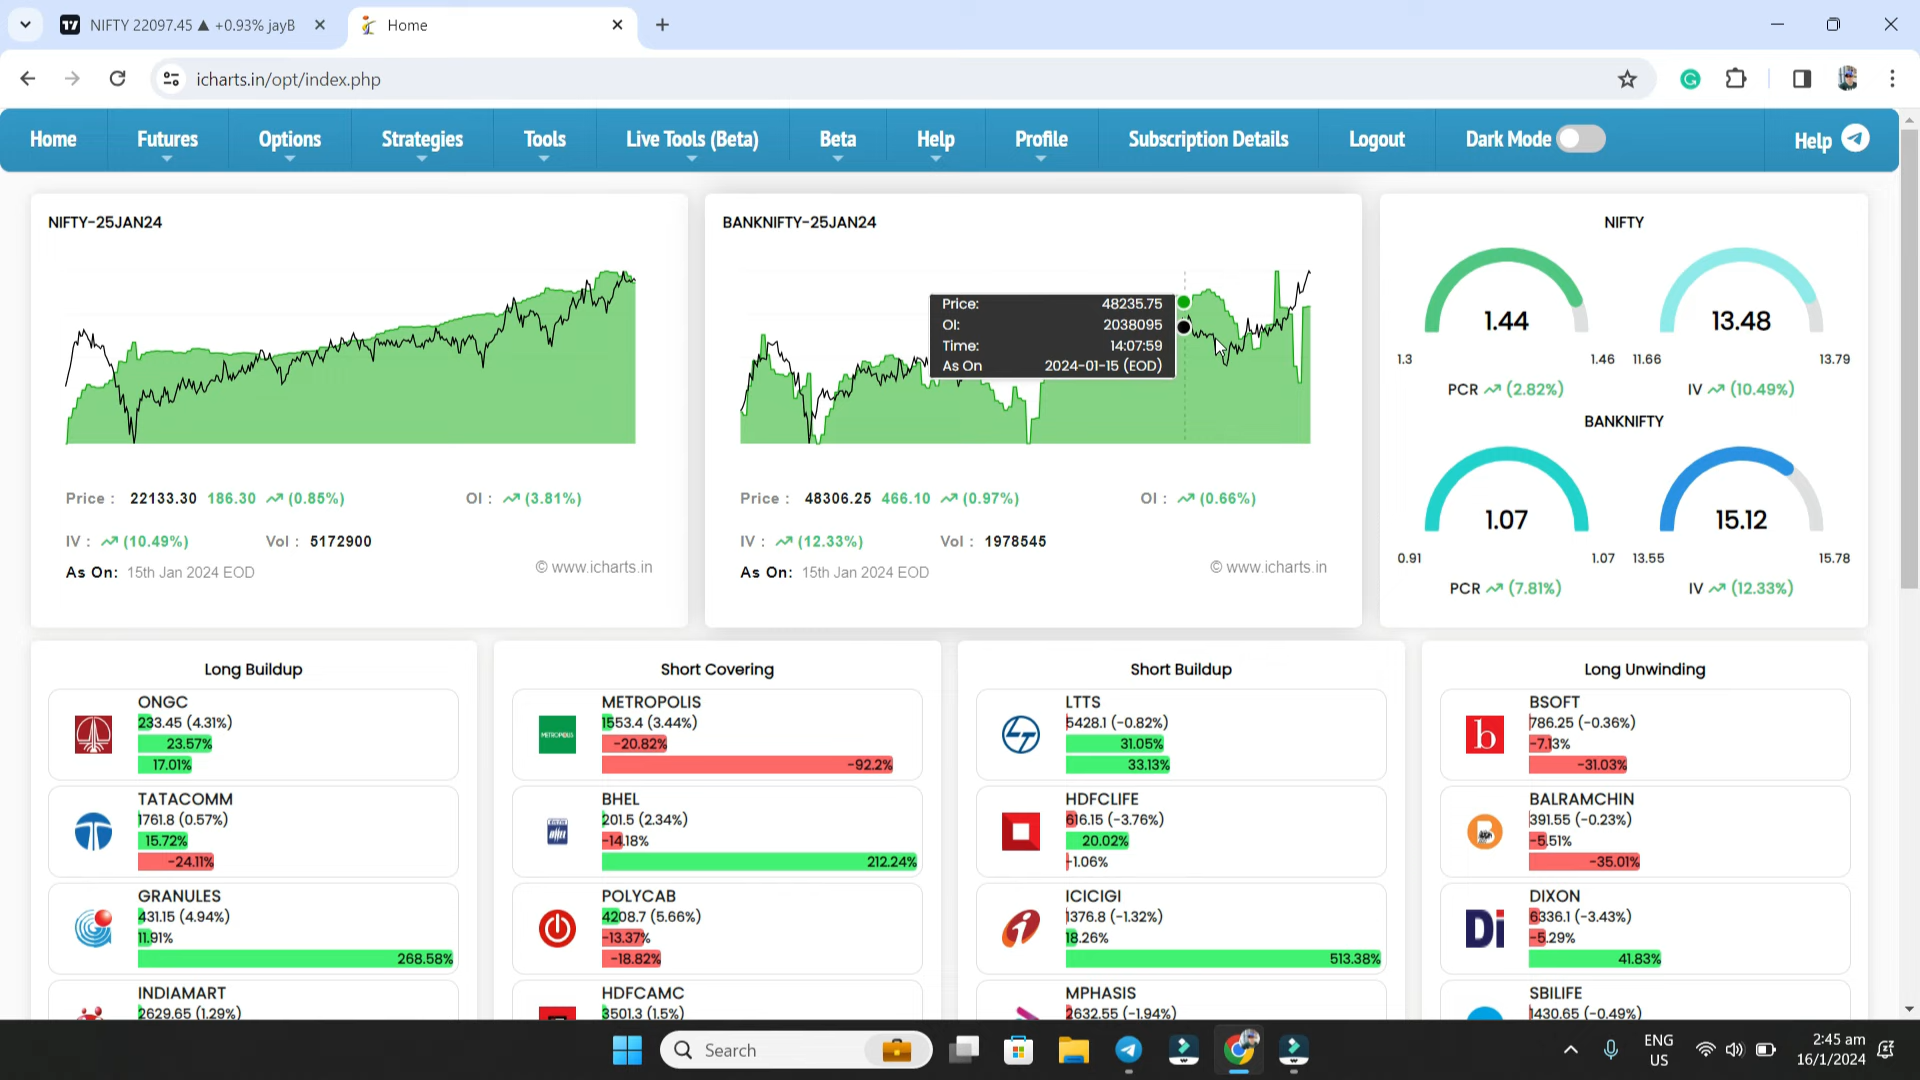 NIFTY 22097.45 ▲ +0.93% jayB
Home
icharts.in/opt/index.php
Home
Futures
Options
Strategies
Tools
Live Tools (Beta)
Beta
Help
Profile
Subscription Details
Logout
Dark Mode
Help
NIFTY-25JAN24
Price : 22133.30 186.30 (0.85%)
OI : (3.81%)
IV : (10.49%)
Vol : 5172900
As On: 15th Jan 2024 EOD
© www.icharts.in
BANKNIFTY-25JAN24
Price: 48235.75
OI: 2038095
Time: 14:07:59
As On 2024-01-15 (EOD)
Price : 48306.25 466.10 (0.97%)
OI : (0.66%)
IV : (12.33%)
Vol : 1978545
As On: 15th Jan 2024 EOD
© www.icharts.in
NIFTY
1.44
13.48
1.3
1.46
11.66
13.79
PCR (2.82%)
IV (10.49%)
BANKNIFTY
1.07
15.12
0.91
1.07
13.55
15.78
PCR (7.81%)
IV (12.33%)
Long Buildup
ONGC
233.45 (4.31%)
23.57%
17.01%
TATACOMM
1761.8 (0.57%)
15.72%
-24.11%
GRANULES
431.15 (4.94%)
11.91%
268.58%
INDIAMART
2629.65 (1.29%)
Short Covering
METROPOLIS
METROPOLIS
1553.4 (3.44%)
-20.82%
-92.2%
BHEL
201.5 (2.34%)
-14.18%
212.24%
POLYCAB
4208.7 (5.66%)
-13.37%
-18.82%
HDFCAMC
3501.3 (1.5%)
Short Buildup
LTTS
5428.1 (-0.82%)
31.05%
33.13%
HDFCLIFE
616.15 (-3.76%)
20.02%
-1.06%
ICICIGI
1376.8 (-1.32%)
18.26%
513.38%
MPHASIS
2632.55 (-1.94%)
Long Unwinding
b
BSOFT
786.25 (-0.36%)
-7.13%
-31.03%
BALRAMCHIN
391.55 (-0.23%)
-5.51%
-35.01%
Di
DIXON
6336.1 (-3.43%)
-5.29%
41.83%
SBILIFE
1430.65 (-0.49%)
Search
ENG
US
2:45 am
16/1/2024